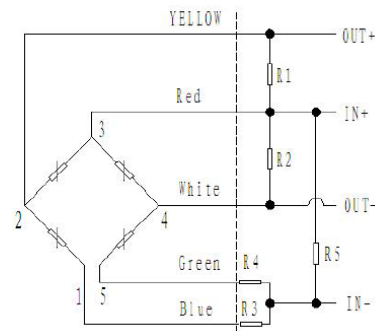 YELLOW
OUT+
R1
Red
IN+
3
R2
White
2
4
OUT-
Green
R4
R5
1
5
Blue
R3
IN-